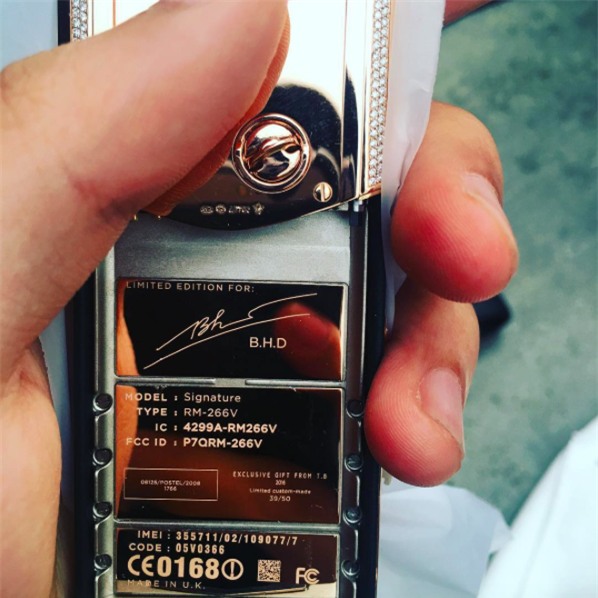 LIMITED EDITION FOR:
B.H.D
MODEL : Signature
TYPE : RM-266V
IC : 4299A-RM266V
FCC ID : P7QRM-266V
EXCLUSIVE GIFT FROM T.B
Limited custom-made
39/50
IMEI : 355711/02/109077/7
CODE : 05V0366
CE0168
FC
MADE IN U.K.